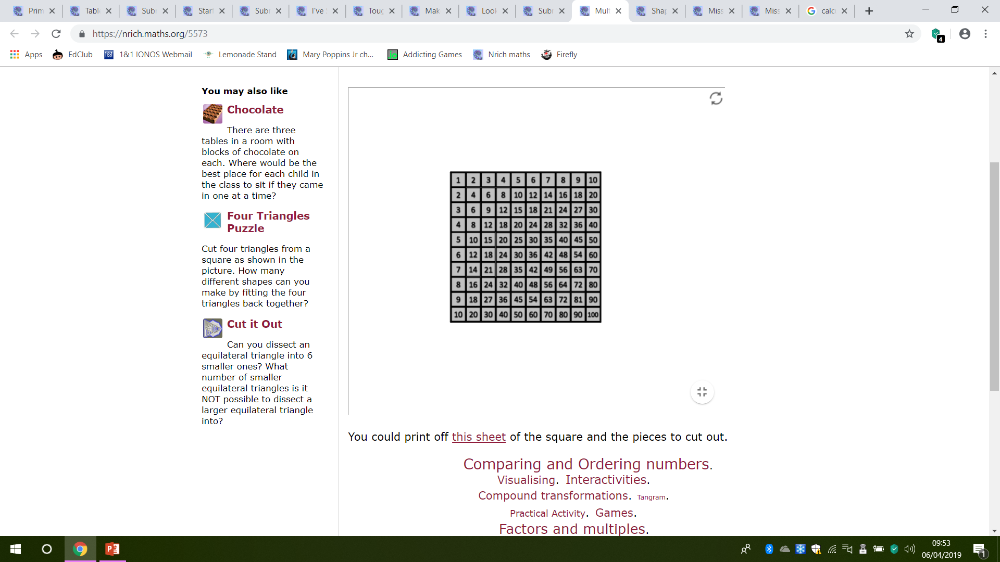 Prim
Table
Subm
Start
Subm
I've S
Toug
Mak
Look
Subm
Mult
Shap
Miss
Miss
calcu
https://nrich.maths.org/5573
4
Apps
EdClub
1&1
1&1 IONOS Webmail
Lemonade Stand
Mary Poppins Jr ch...
Addicting Games
Nrich maths
Firefly
You may also like
Chocolate
There are three
tables in a room with
blocks of chocolate on
each. Where would be the
best place for each child in
the class to sit if they came
in one at a time?
Four Triangles
Puzzle
Cut four triangles from a
square as shown in the
picture. How many
different shapes can you
make by fitting the four
triangles back together?
Cut it Out
Can you dissect an
equilateral triangle into 6
smaller ones? What
number of smaller
equilateral triangles is it
NOT possible to dissect a
larger equilateral triangle
into?
1 2 3 4 5 6 7 8 9 10
2 4 6 8 10 12 14 16 18 20
3 6 9 12 15 18 21 24 27 30
4 8 12 18 20 24 28 32 36 40
5 10 15 20 25 30 35 40 45 50
6 12 18 24 30 36 42 48 54 60
7 14 21 28 35 42 49 56 63 70
8 16 24 32 40 48 56 64 72 80
9 18 27 36 45 54 63 72 81 90
10 20 30 40 50 60 70 80 90 100
You could print off this sheet of the square and the pieces to cut out.
Comparing and Ordering numbers.
Visualising. Interactivities.
Compound transformations. Tangram.
Practical Activity. Games.
Factors and multiples.
09:53
06/04/2019
1